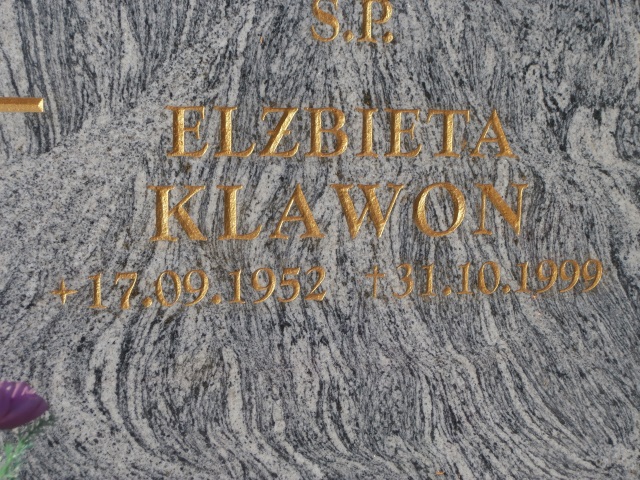 S.P.
ELZBIETA
KLAWON
+17.09.1952 †31.10.1999